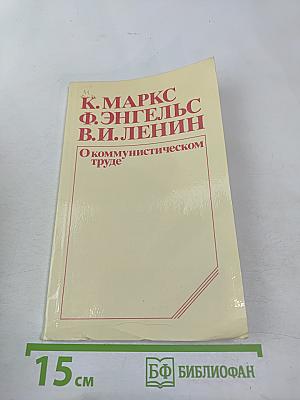 К. МАРКС
Ф. ЭНГЕЛЬС
В.И. ЛЕНИН
О коммунистическом
труде
15 см
БФ БИБЛИОФАН